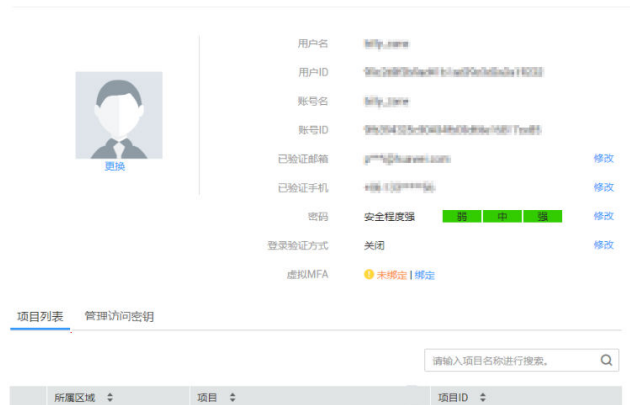 用户名
用户ID
账号名
账号ID
更换
已验证邮箱 修改
已验证手机 修改
密码 安全程度强 弱 中 强 修改
登录验证方式 关闭 修改
虚拟MFA 未绑定 | 绑定
项目列表 管理访问密钥
请输入项目名称进行搜索。
所属区域 项目 项目ID